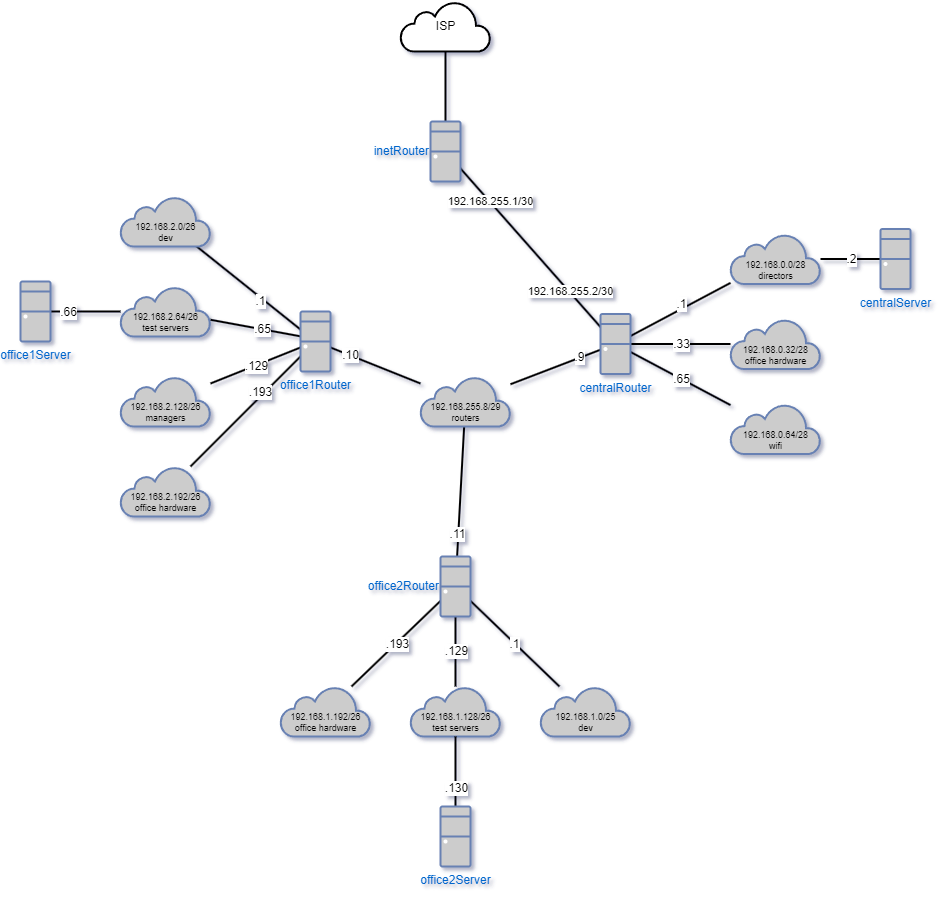 ISP
inetRouter
192.168.255.1/30
192.168.2.0/26
dev
192.168.0.0/28
directors
.2
centralServer
192.168.255.2/30
.1
.1
.66
192.168.2.64/26
test servers
.65
office1Server
office1Router
.10
.9
centralRouter
.33
192.168.0.32/28
office hardware
.65
.129
.193
192.168.2.128/26
managers
192.168.255.8/29
routers
192.168.0.64/28
wifi
192.168.2.192/26
office hardware
.11
office2Router
.193
.129
.1
192.168.1.192/26
office hardware
192.168.1.128/26
test servers
192.168.1.0/25
dev
.130
office2Server